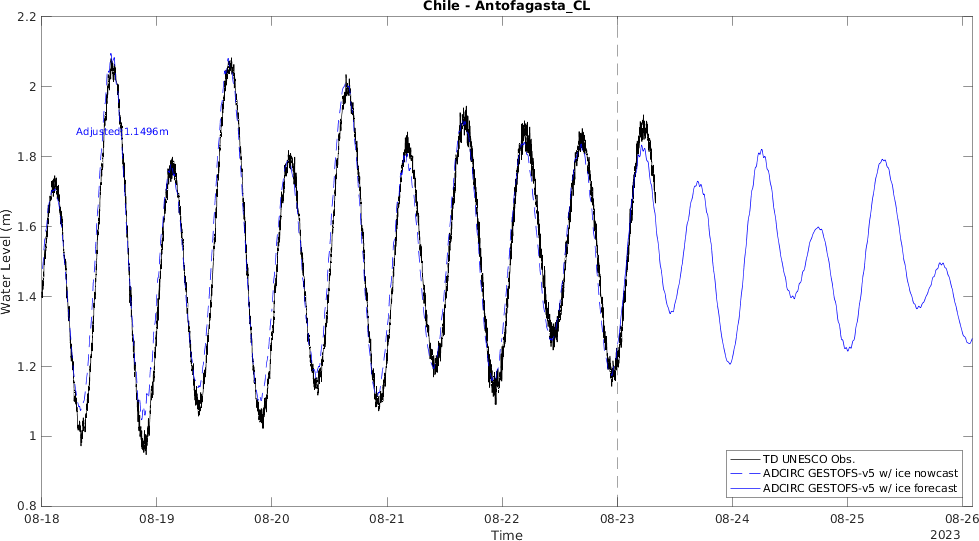 Chile - Antofagasta_CL
2.2
2
1.8
1.6
1.4
1.2
1
0.8
Water Level (m)
Adjusted 1.1496m
TD UNESCO Obs.
ADCIRC GESTOFS-v5 w/ ice nowcast
ADCIRC GESTOFS-v5 w/ ice forecast
08-18 08-19 08-20 08-21 08-22 08-23 08-24 08-25 08-26
Time
2023